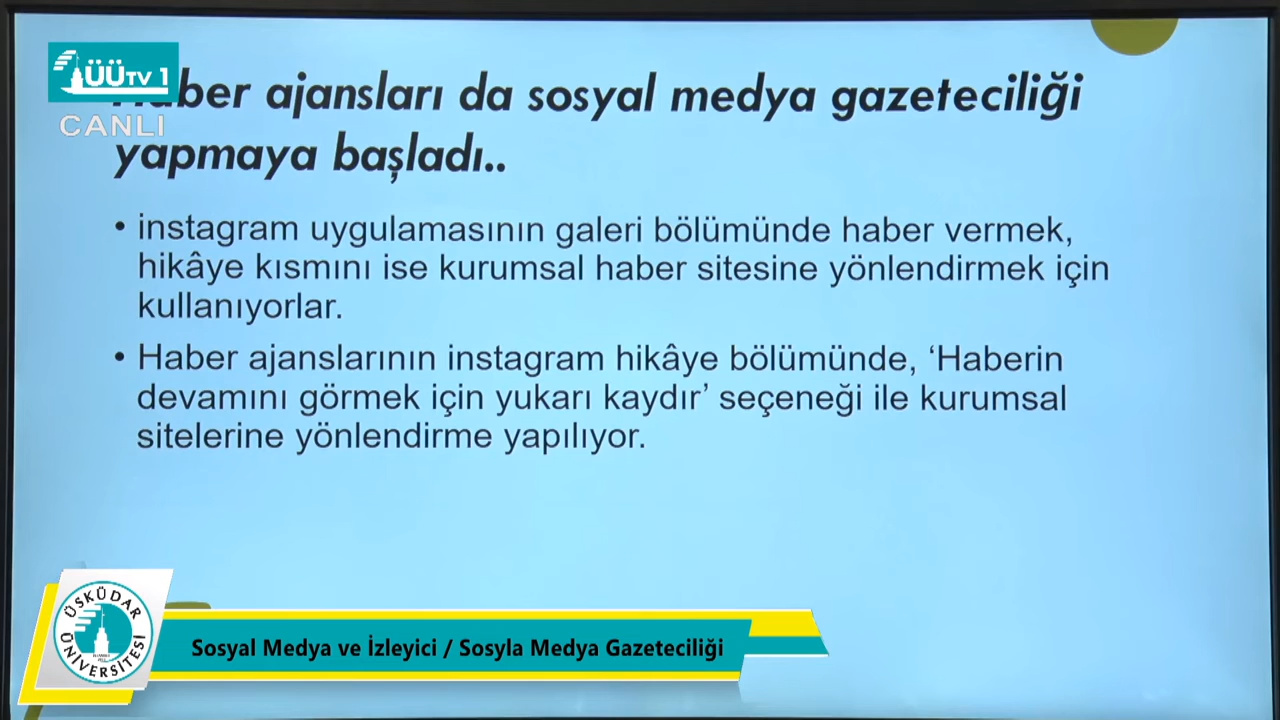 ÜÜTV 1
CANLI
Haber ajansları da sosyal medya gazeteciliği
yapmaya başladı..
• instagram uygulamasının galeri bölümünde haber vermek,
hikâye kısmını ise kurumsal haber sitesine yönlendirmek için
kullanıyorlar.
• Haber ajanslarının instagram hikâye bölümünde, ‘Haberin
devamını görmek için yukarı kaydır’ seçeneği ile kurumsal
sitelerine yönlendirme yapılıyor.
ÜSKÜDAR
ÜNİVERSİTESİ
Sosyal Medya ve İzleyici / Sosyla Medya Gazeteciliği